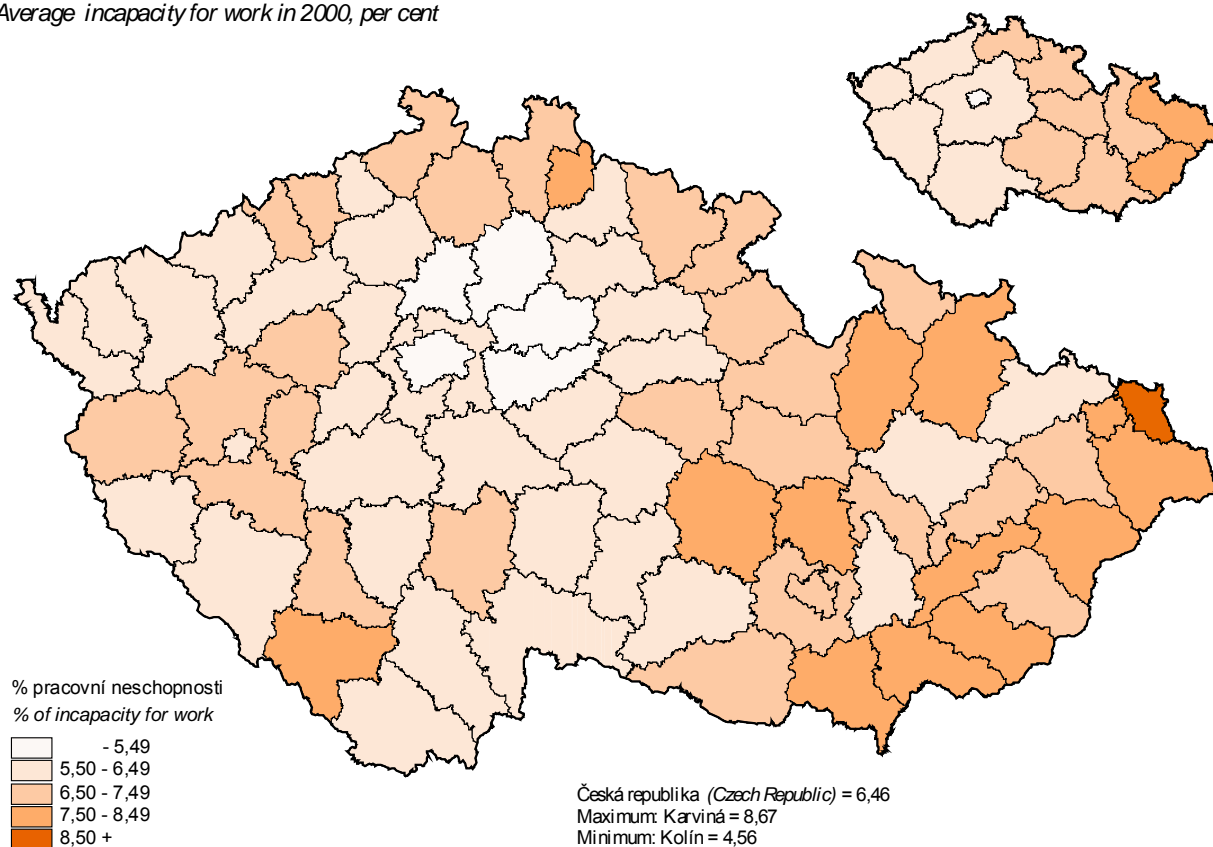 Average incapacity for work in 2000, per cent
% pracovní neschopnosti
% of incapacity for work
- 5,49
5,50 - 6,49
6,50 - 7,49
7,50 - 8,49
8,50 +
Česká republika (Czech Republic) = 6,46
Maximum: Karviná = 8,67
Minimum: Kolín = 4,56